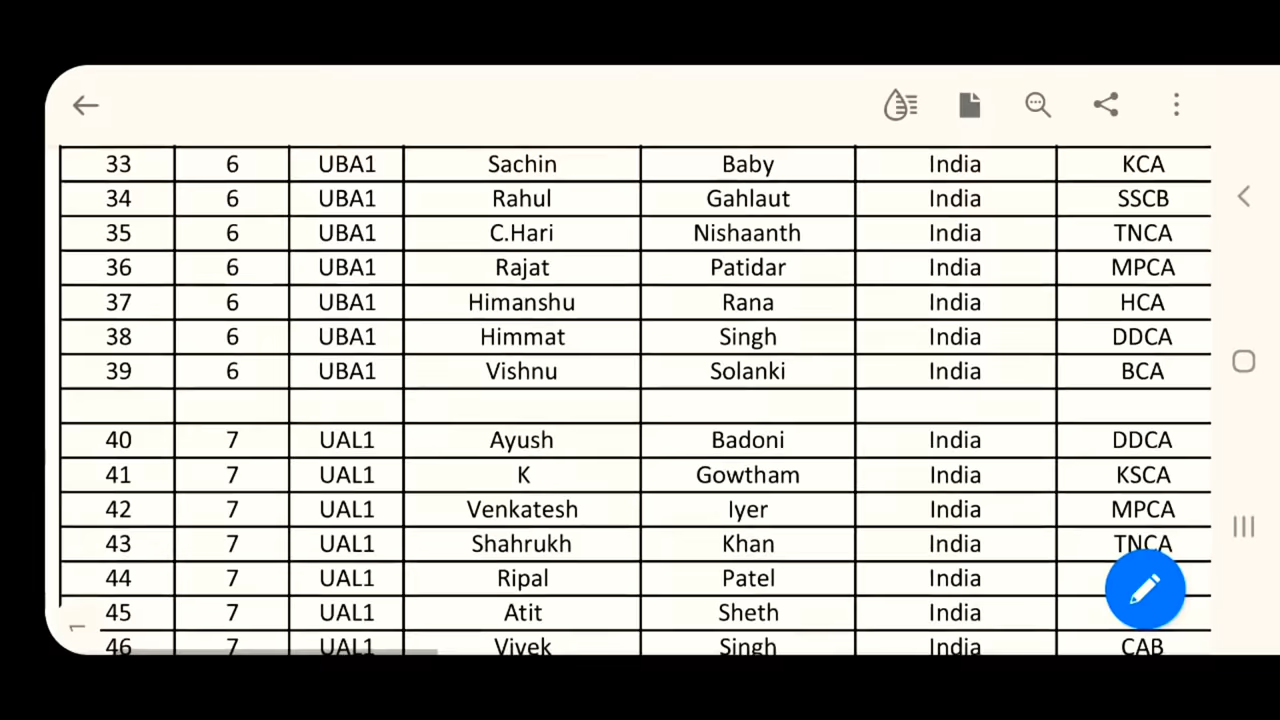 33 6 UBA1 Sachin Baby India KCA
34 6 UBA1 Rahul Gahlaut India SSCB
35 6 UBA1 C.Hari Nishaanth India TNCA
36 6 UBA1 Rajat Patidar India MPCA
37 6 UBA1 Himanshu Rana India HCA
38 6 UBA1 Himmat Singh India DDCA
39 6 UBA1 Vishnu Solanki India BCA
40 7 UAL1 Ayush Badoni India DDCA
41 7 UAL1 K Gowtham India KSCA
42 7 UAL1 Venkatesh Iyer India MPCA
43 7 UAL1 Shahrukh Khan India TNCA
44 7 UAL1 Ripal Patel India
45 7 UAL1 Atit Sheth India
1
46 7 UAL1 Vivek Singh India CAB